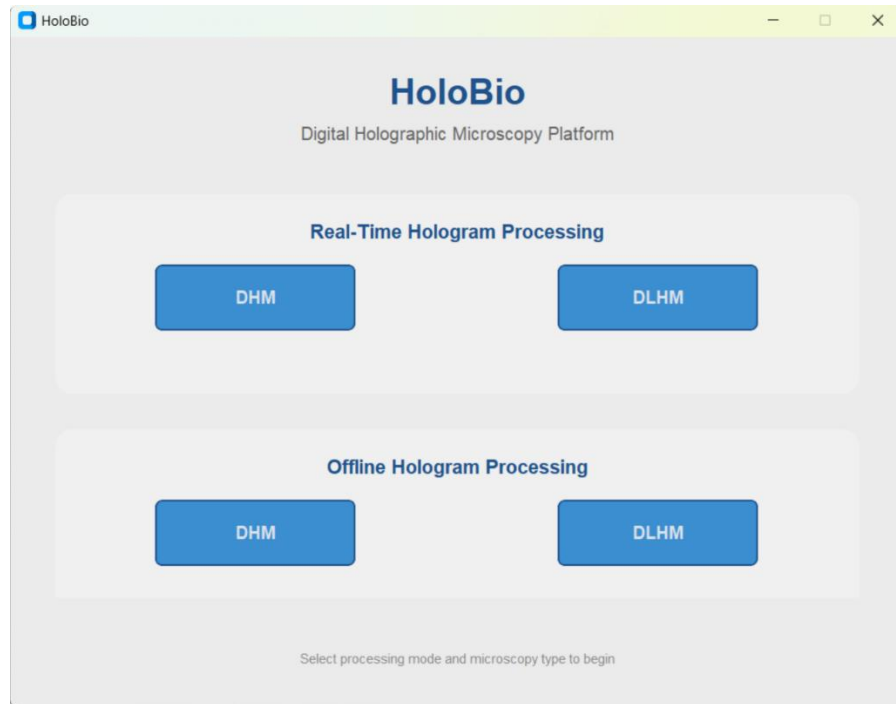 HoloBio
HoloBio
Digital Holographic Microscopy Platform
Real-Time Hologram Processing
DHM DLHM
Offline Hologram Processing
DHM DLHM
Select processing mode and microscopy type to begin